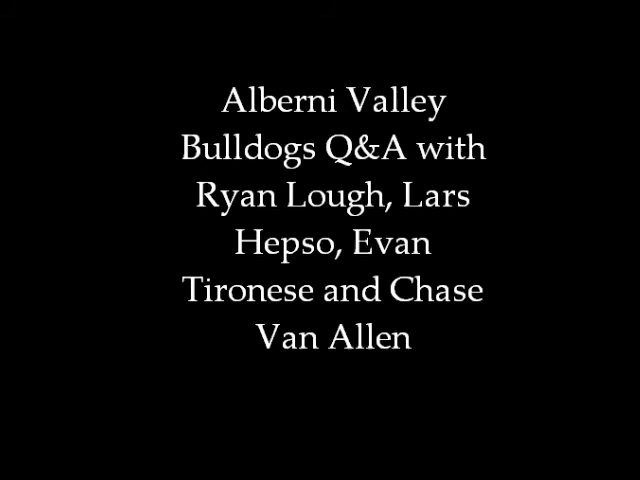 Alberni Valley
Bulldogs Q&A with
Ryan Lough, Lars
Hepso, Evan
Tironese and Chase
Van Allen